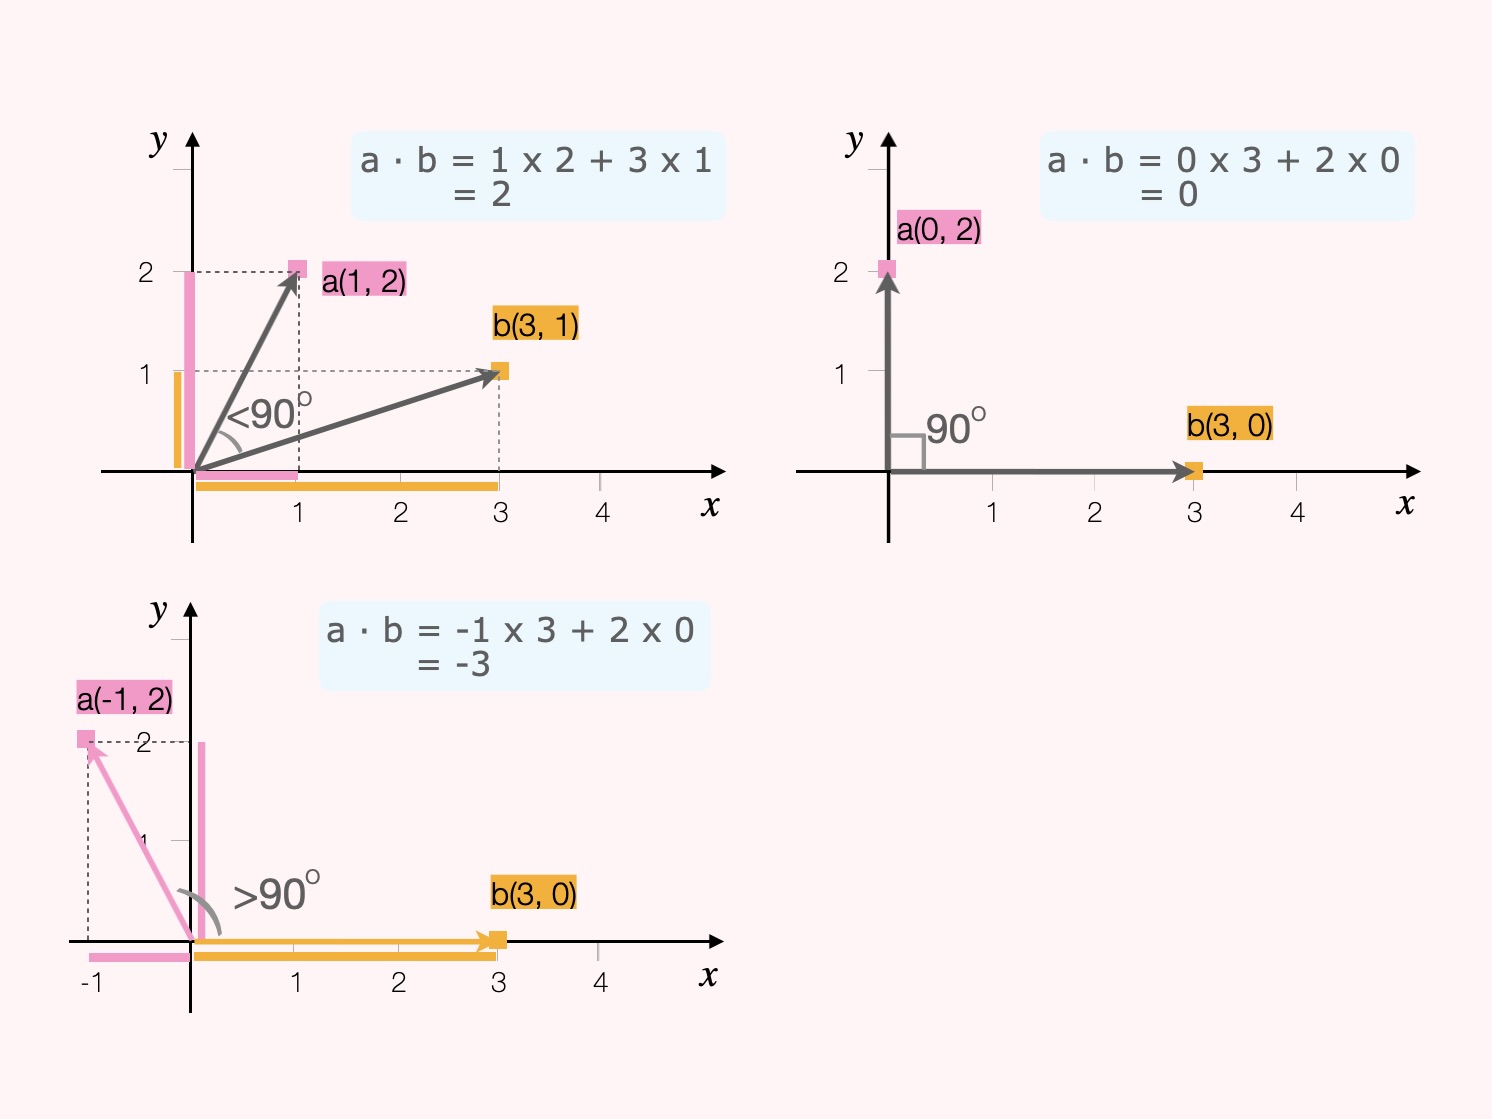 y
a · b = 1 x 2 + 3 x 1
= 2
2
a(1, 2)
b(3, 1)
1
<90°
1
2
3
4
x
y
a · b = 0 x 3 + 2 x 0
= 0
a(0, 2)
2
1
90°
b(3, 0)
1
2
3
4
x
y
a · b = -1 x 3 + 2 x 0
= -3
a(-1, 2)
2
1
>90°
b(3, 0)
-1
1
2
3
4
x